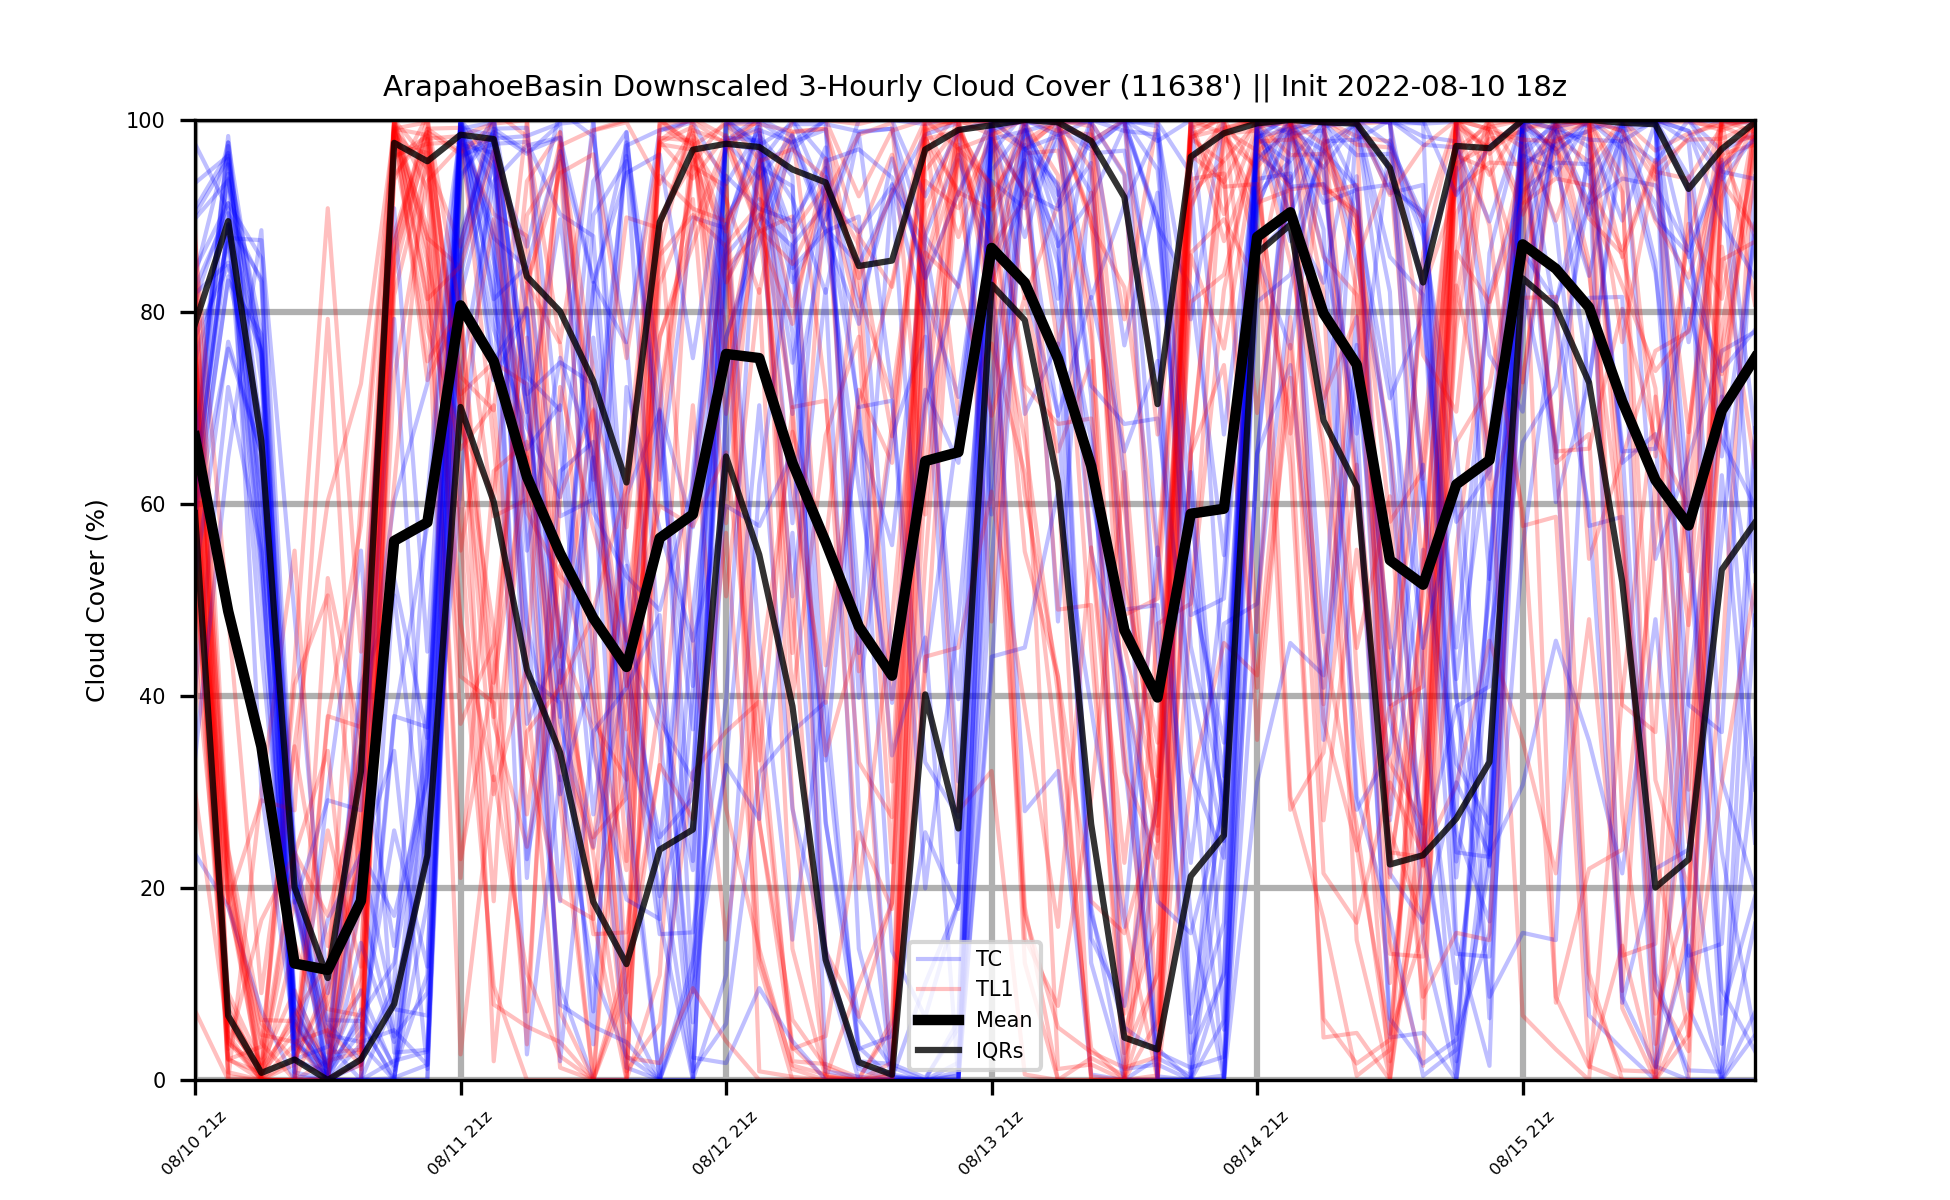 ArapahoeBasin Downscaled 3-Hourly Cloud Cover (11638') || Init 2022-08-10 18z
100
80
60
40
20
0
Cloud Cover (%)
TC
TL1
Mean
IQRs
08/10 21z
08/11 21z
08/12 21z
08/13 21z
08/14 21z
08/15 21z